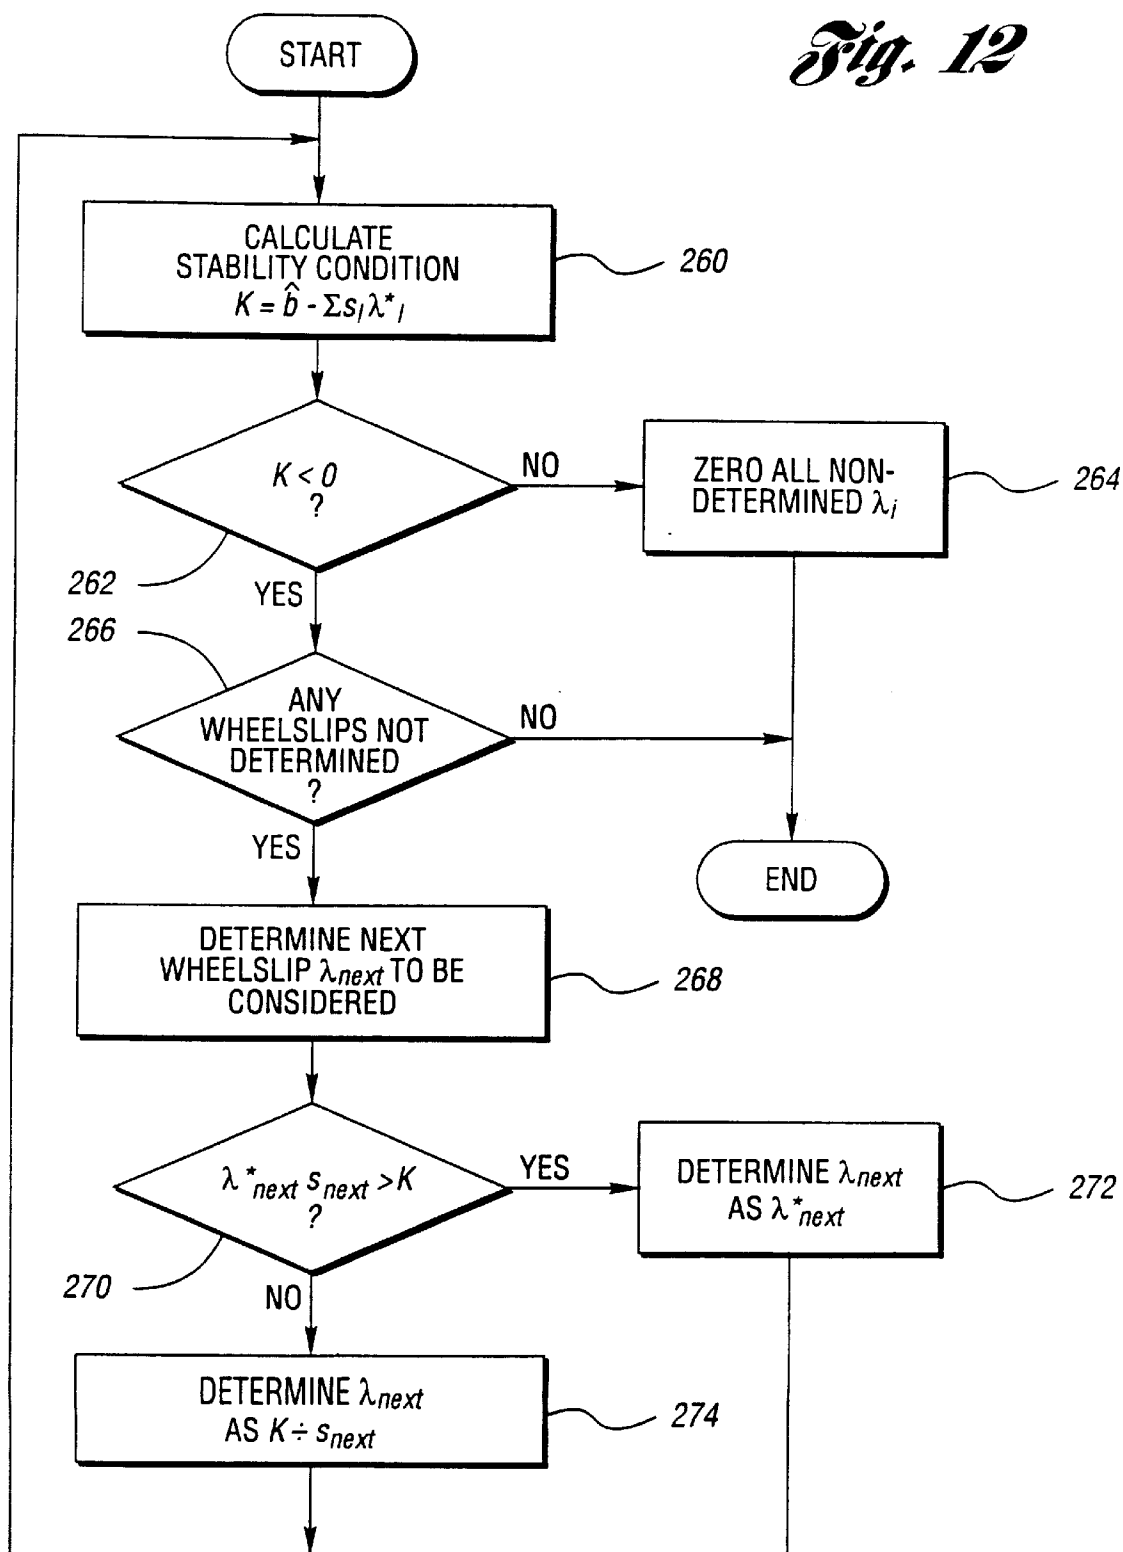 Fig. 12
START
CALCULATE
STABILITY CONDITION
K = b̂ - Σs_lλ*_l
260
K < 0
?
NO
ZERO ALL NON-
DETERMINED λ_i
264
262
YES
266
ANY
WHEELSLIPS NOT
DETERMINED
?
NO
YES
END
DETERMINE NEXT
WHEELSLIP λ_next TO BE
CONSIDERED
268
λ*_next s_next > K
?
YES
DETERMINE λ_next
AS λ*_next
272
270
NO
DETERMINE λ_next
AS K ÷ s_next
274